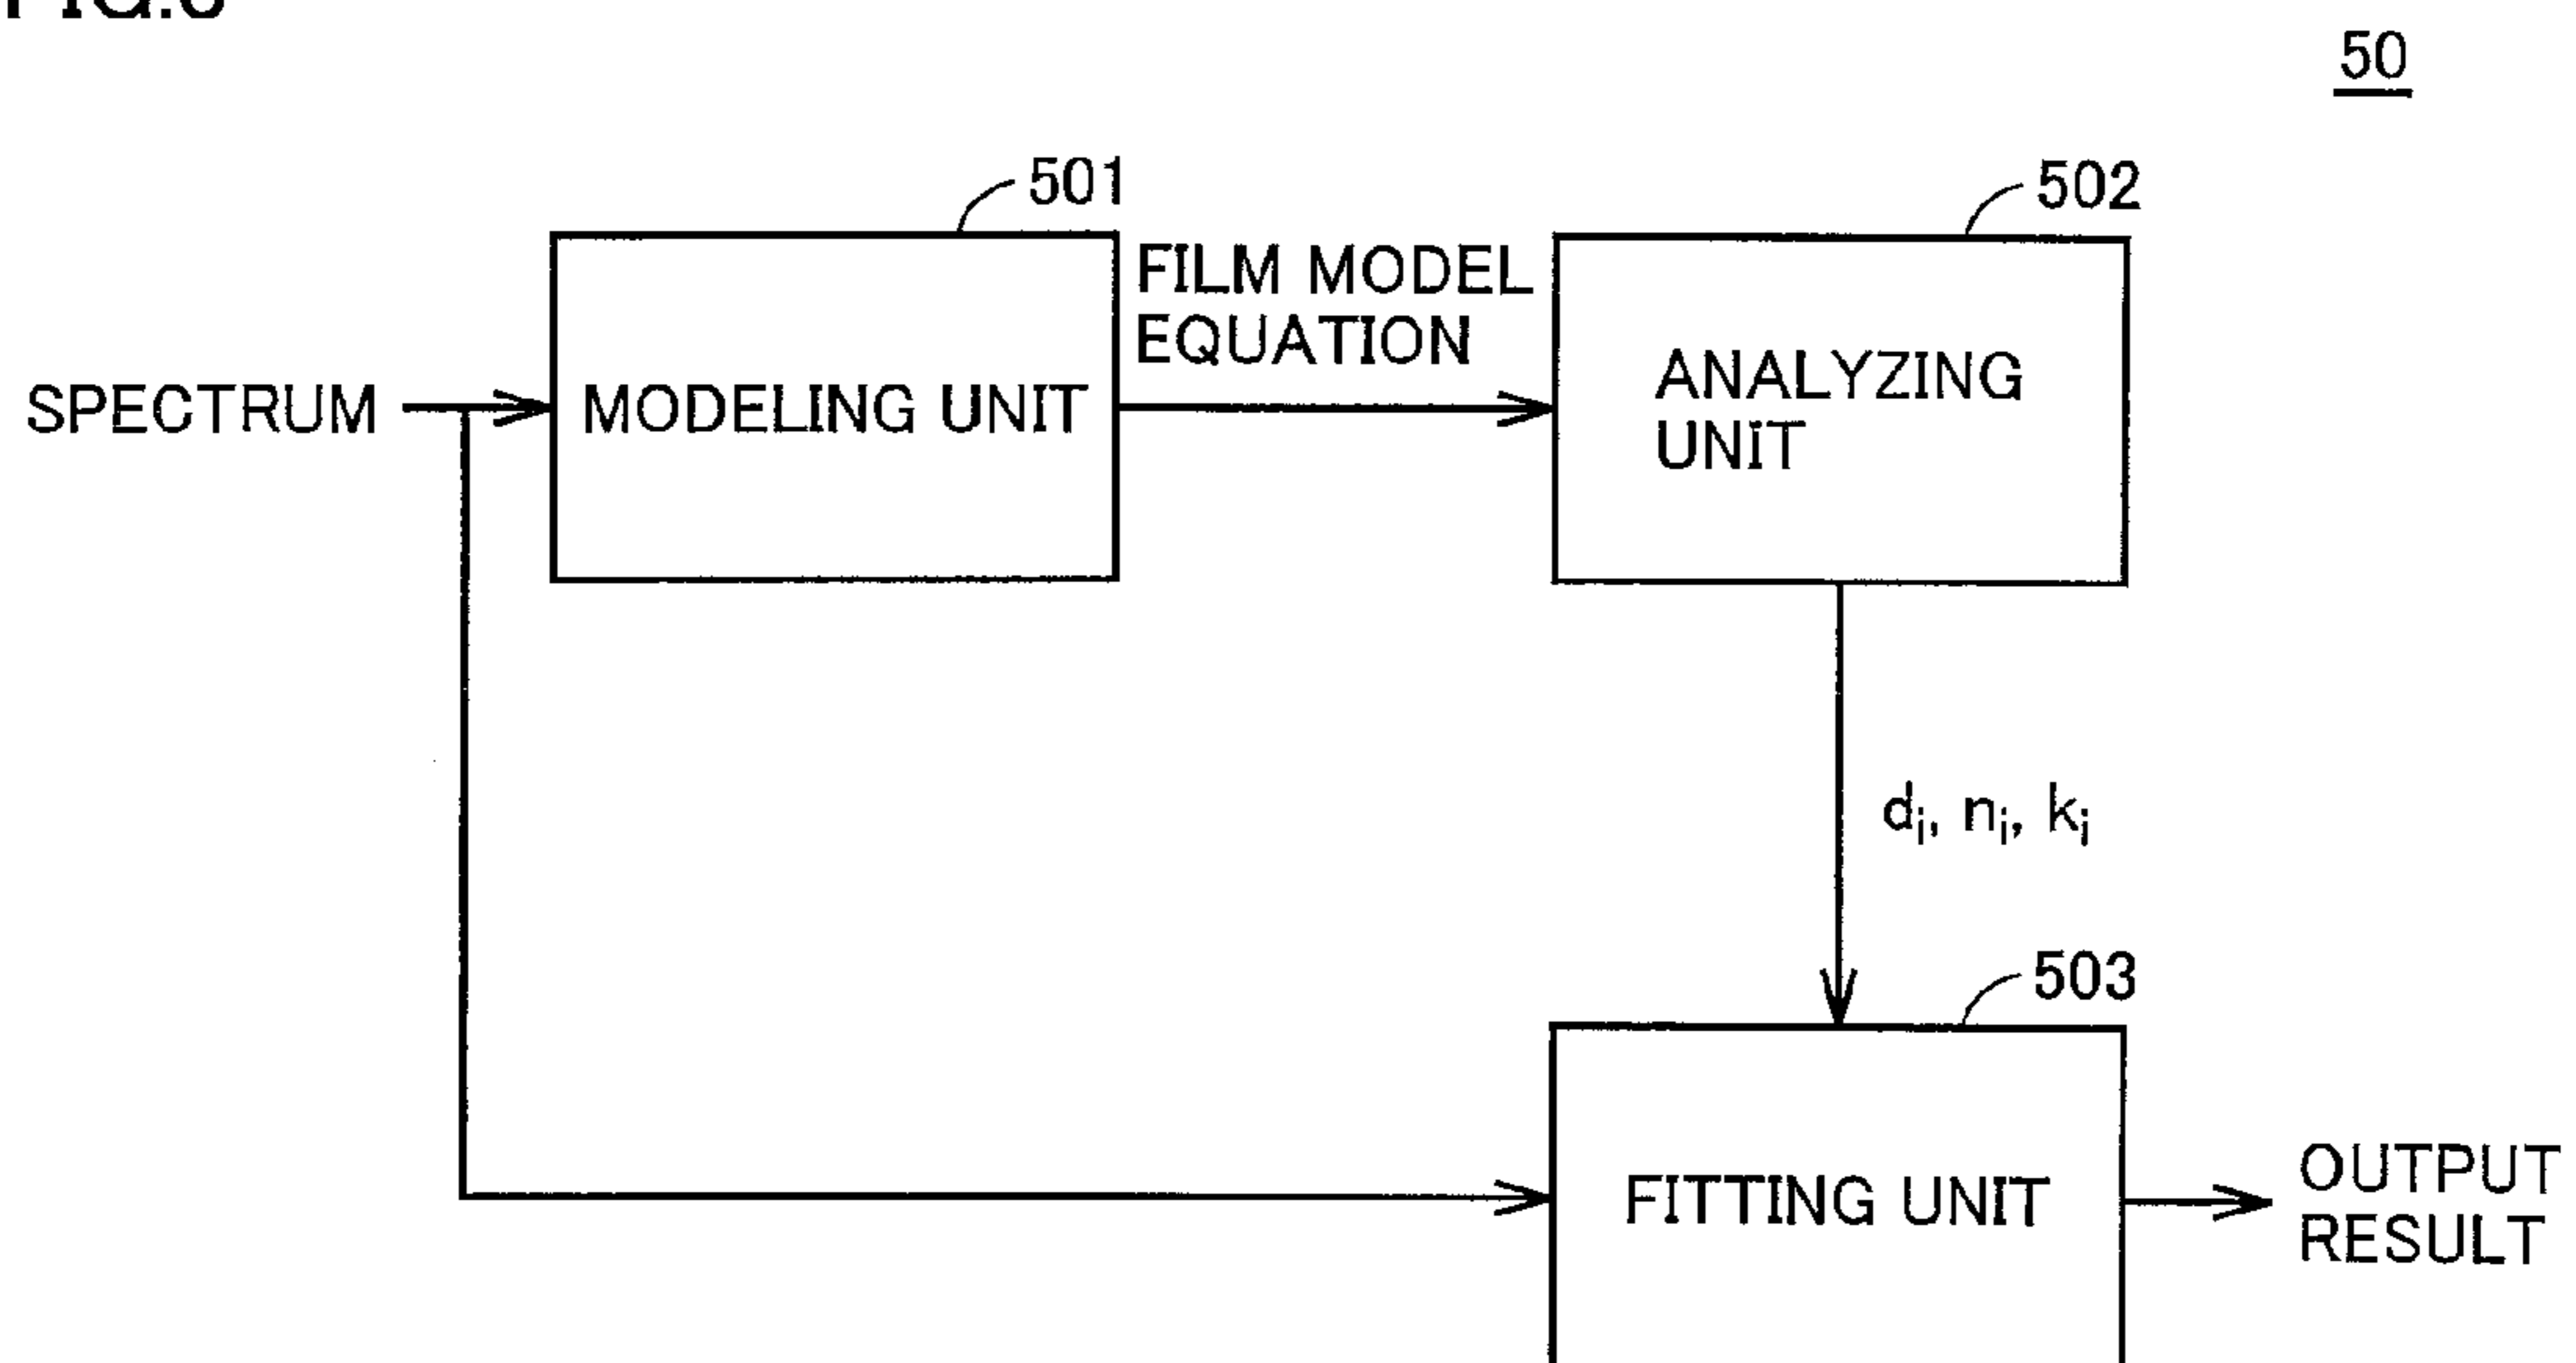 50
501
502
FILM MODEL
EQUATION
SPECTRUM
MODELING UNIT
ANALYZING
UNIT
di, ni, ki
503
FITTING UNIT
OUTPUT
RESULT